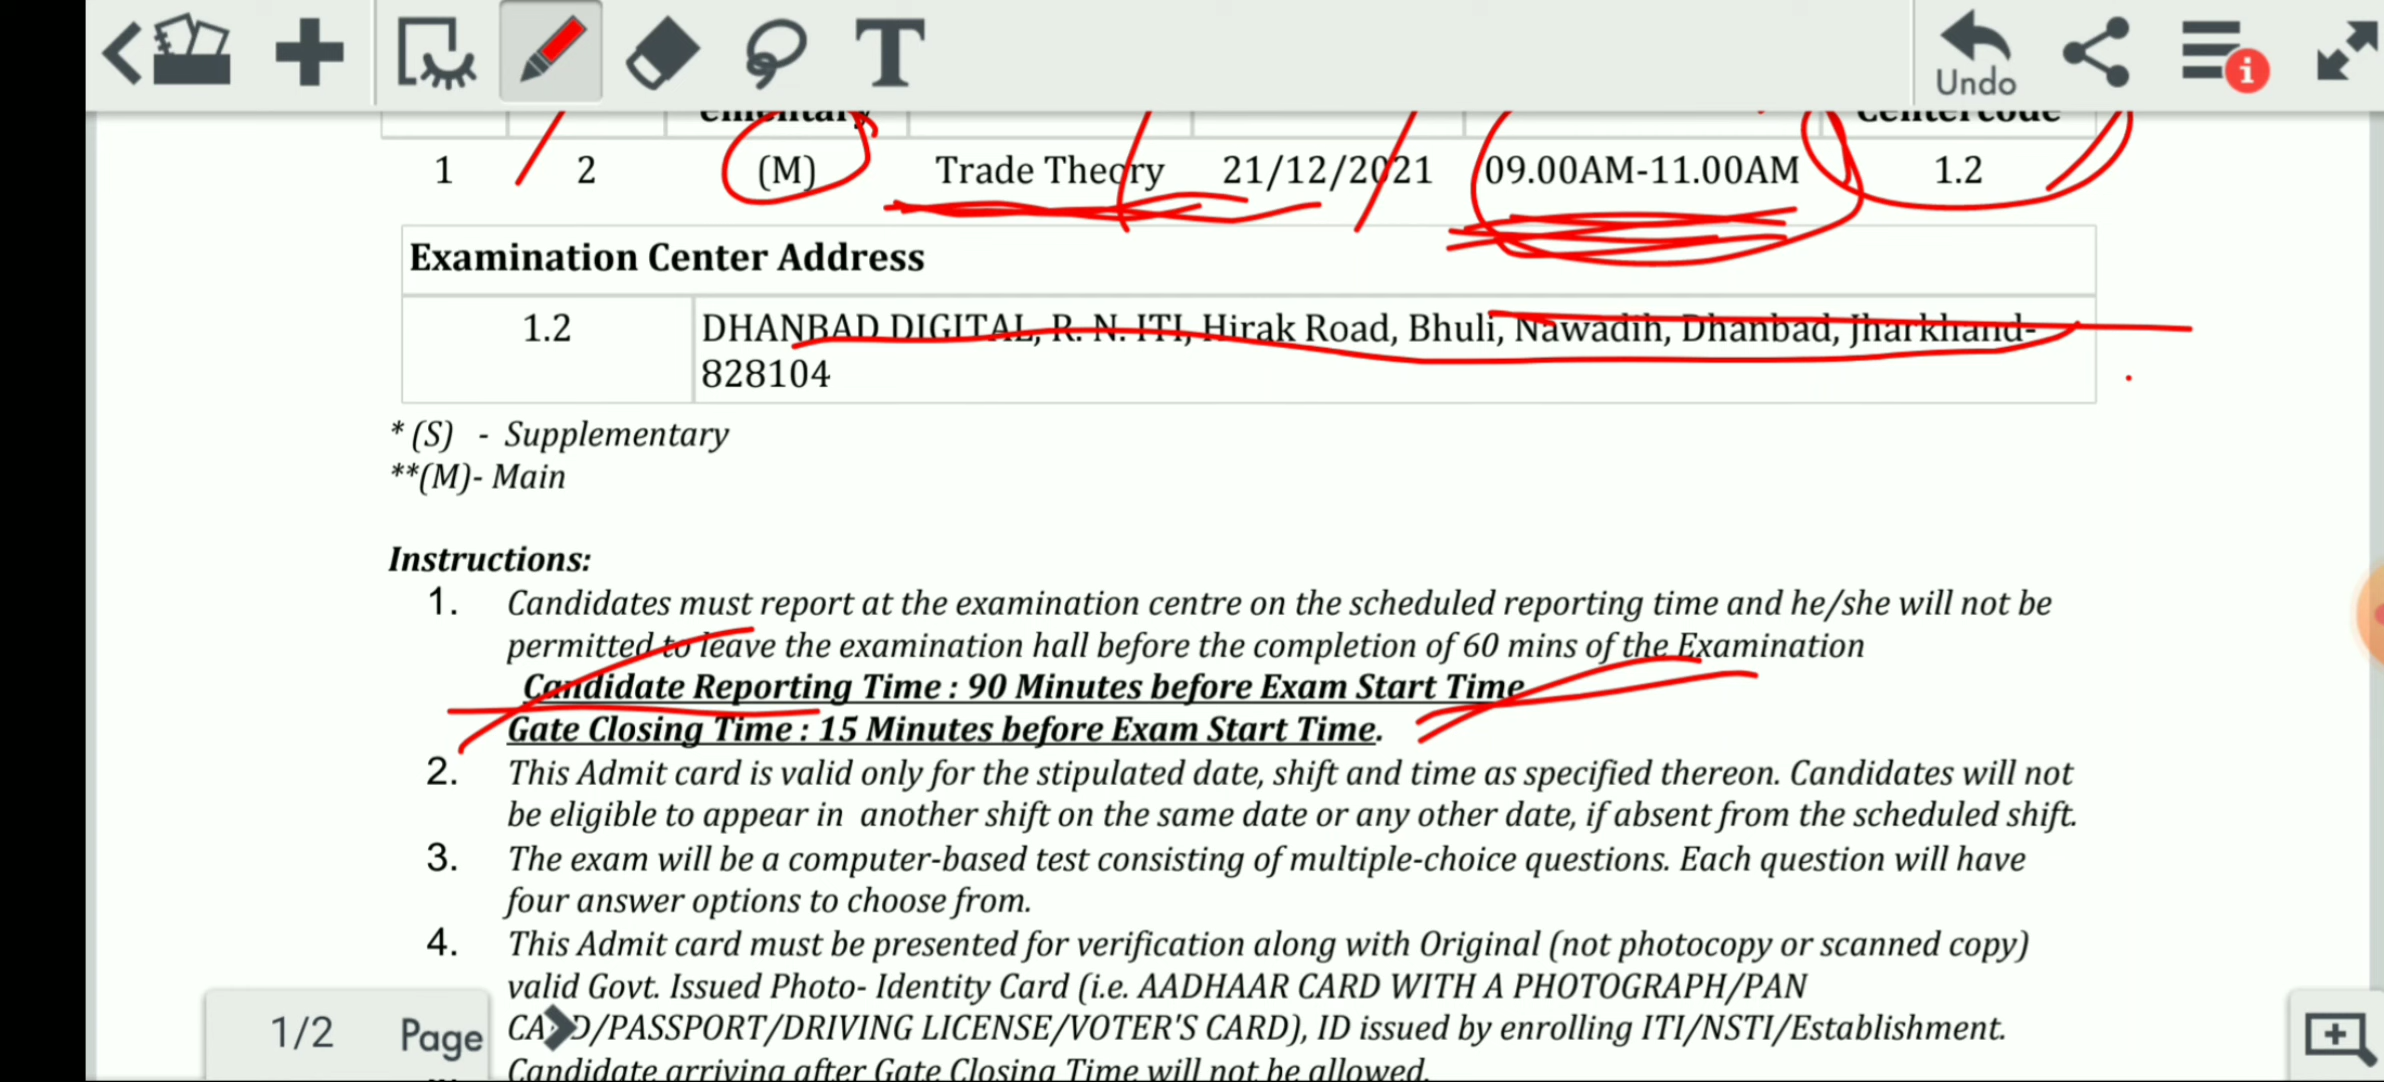 Undo
1 2 (M) Trade Theory 21/12/2021 09.00AM-11.00AM 1.2
Examination Center Address
1.2 DHANBAD DIGITAL, R. N. ITI, Hirak Road, Bhuli, Nawadih, Dhanbad, Jharkhand-
828104
* (S) - Supplementary
**(M)- Main
Instructions:
1. Candidates must report at the examination centre on the scheduled reporting time and he/she will not be
permitted to leave the examination hall before the completion of 60 mins of the Examination
Candidate Reporting Time : 90 Minutes before Exam Start Time
Gate Closing Time : 15 Minutes before Exam Start Time.
2. This Admit card is valid only for the stipulated date, shift and time as specified thereon. Candidates will not
be eligible to appear in another shift on the same date or any other date, if absent from the scheduled shift.
3. The exam will be a computer-based test consisting of multiple-choice questions. Each question will have
four answer options to choose from.
4. This Admit card must be presented for verification along with Original (not photocopy or scanned copy)
valid Govt. Issued Photo- Identity Card (i.e. AADHAAR CARD WITH A PHOTOGRAPH/PAN
CARD/PASSPORT/DRIVING LICENSE/VOTER'S CARD), ID issued by enrolling ITI/NSTI/Establishment.
Candidate arriving after Gate Closing Time will not be allowed.
1/2 Page